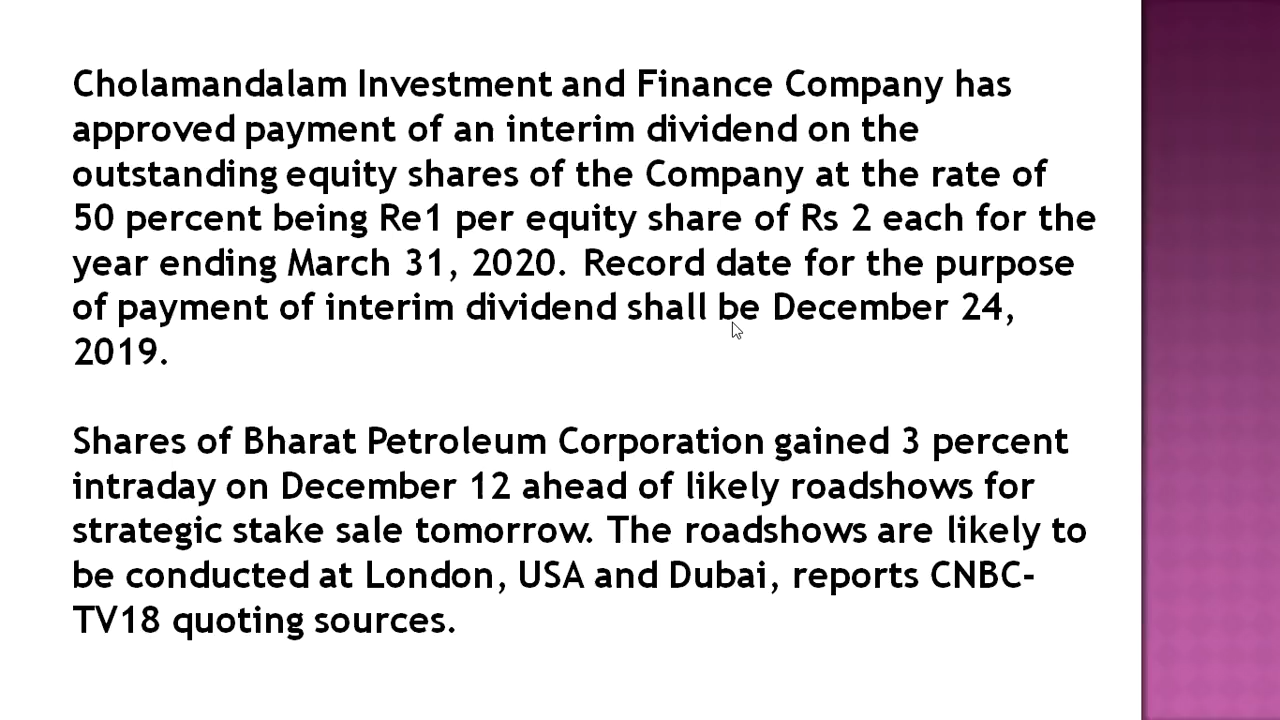 Cholamandalam Investment and Finance Company has
approved payment of an interim dividend on the
outstanding equity shares of the Company at the rate of
50 percent being Re1 per equity share of Rs 2 each for the
year ending March 31, 2020. Record date for the purpose
of payment of interim dividend shall be December 24,
2019.
Shares of Bharat Petroleum Corporation gained 3 percent
intraday on December 12 ahead of likely roadshows for
strategic stake sale tomorrow. The roadshows are likely to
be conducted at London, USA and Dubai, reports CNBC-
TV18 quoting sources.